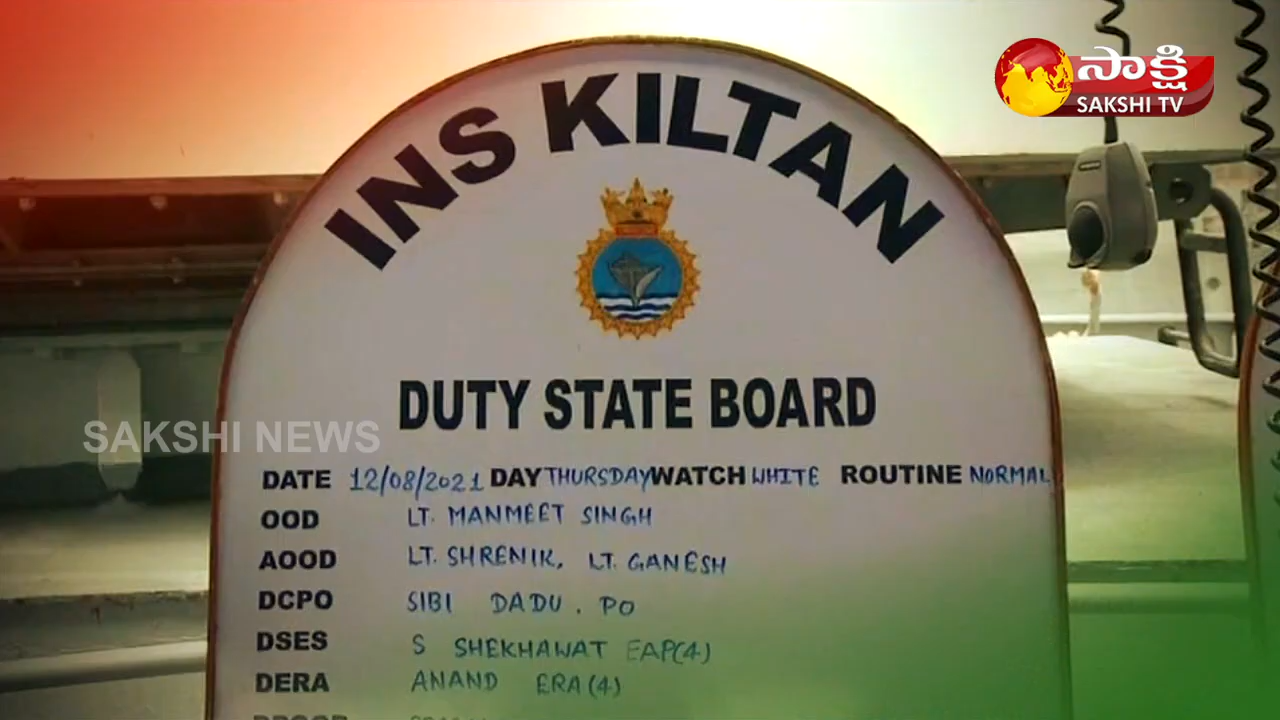 సాక్షి
SAKSHI TV
INS KILTAN
DUTY STATE BOARD
SAKSHI NEWS
DATE 12/08/2021 DAY THURSDAY WATCH WHITE ROUTINE NORMAL
OOD LT. MANMEET SINGH
AOOD LT. SHRENIK, LT. GANESH
DCPO SIBI DADU. PO
DSES S SHEKHAWAT EAP(4)
DERA ANAND ERA(4)